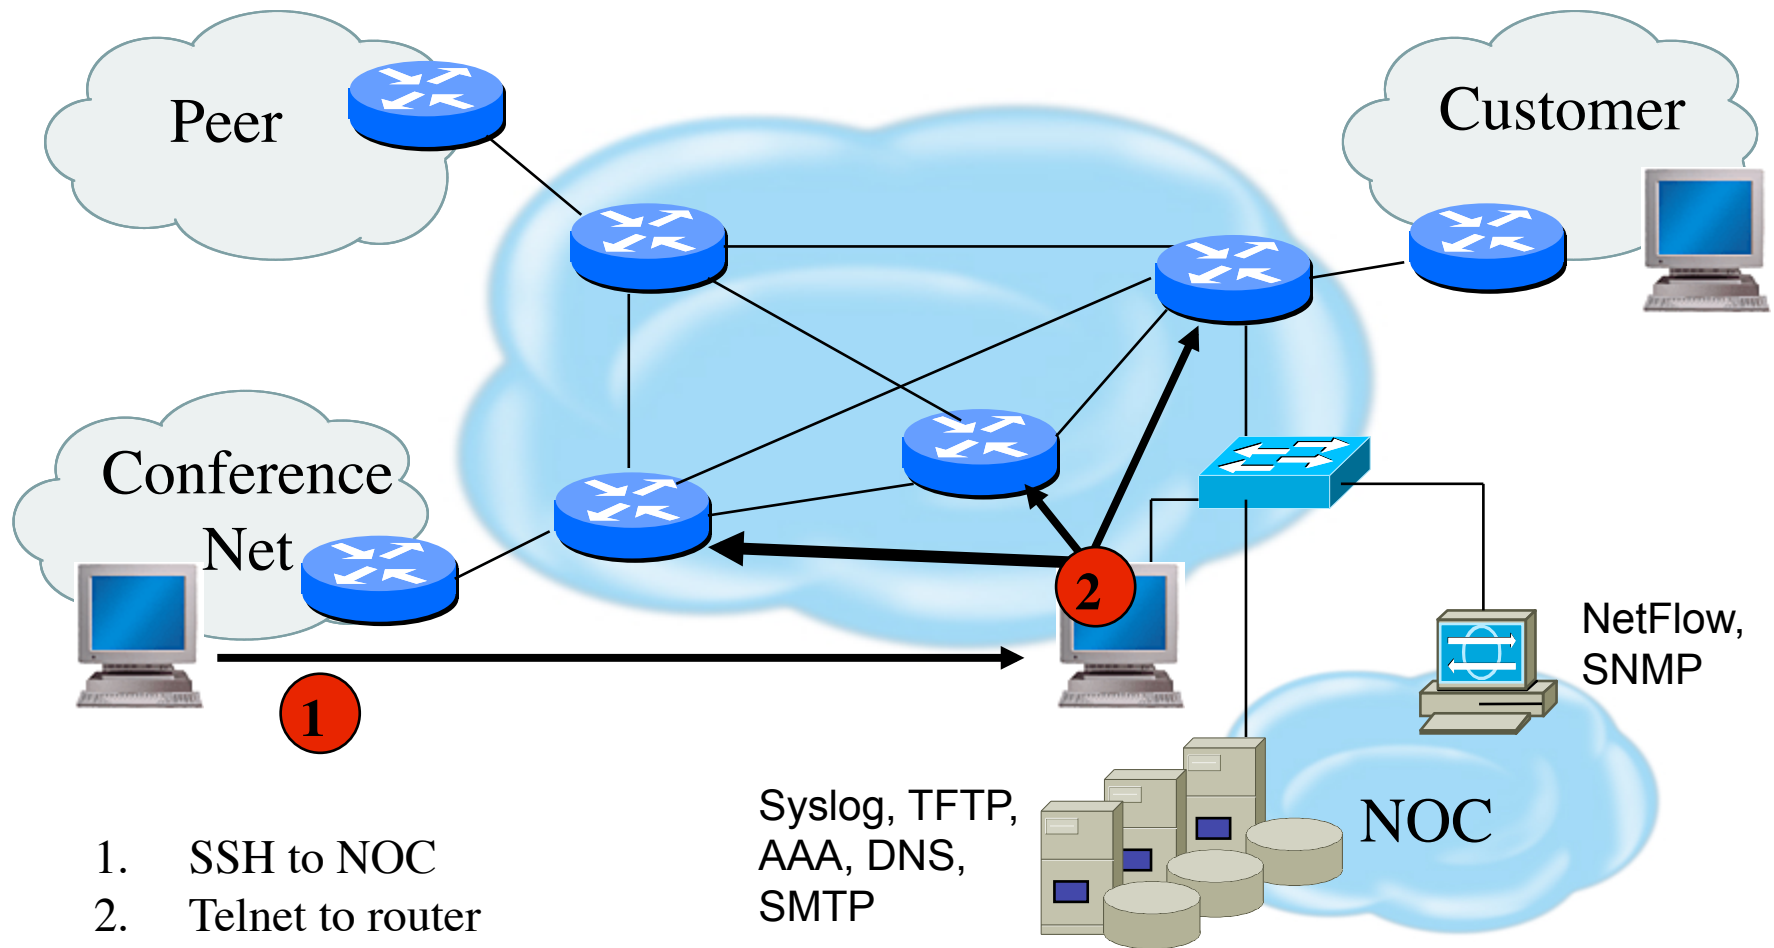 Peer
Customer
Conference
Net
2
NetFlow,
SNMP
1
Syslog, TFTP,
AAA, DNS,
SMTP
NOC
1. SSH to NOC
2. Telnet to router